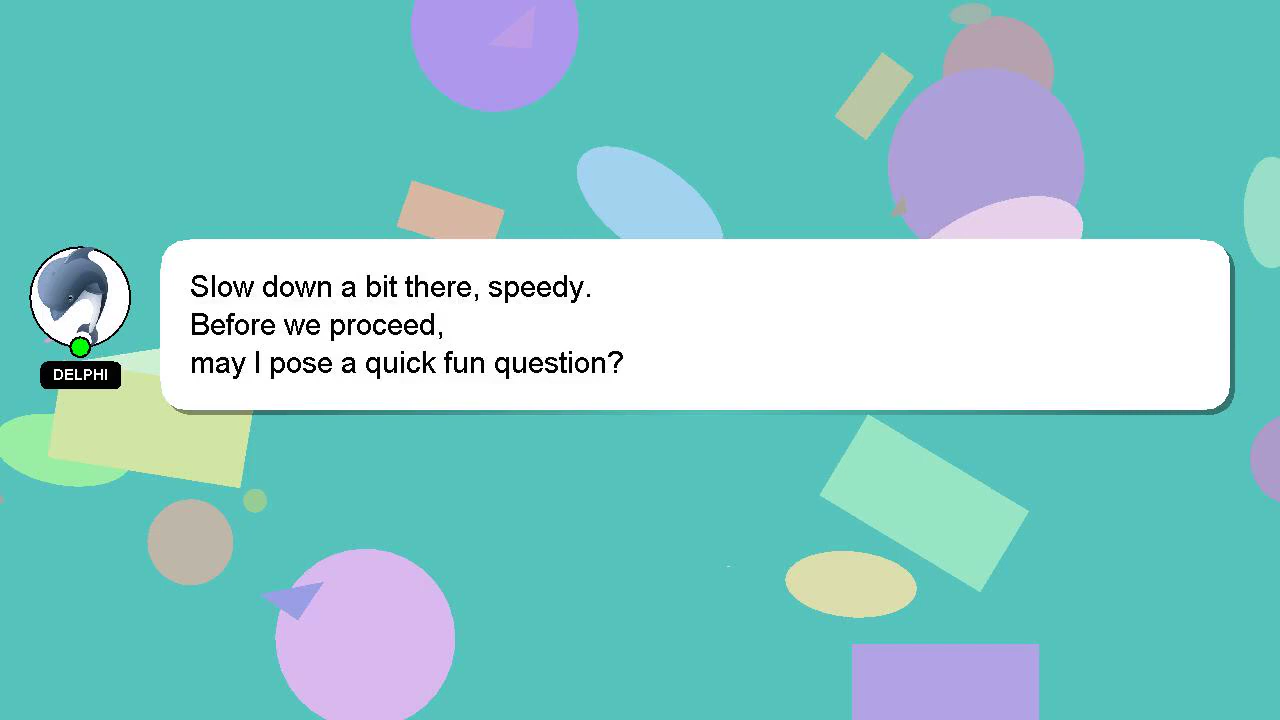 Slow down a bit there, speedy.
Before we proceed,
may I pose a quick fun question?
DELPHI